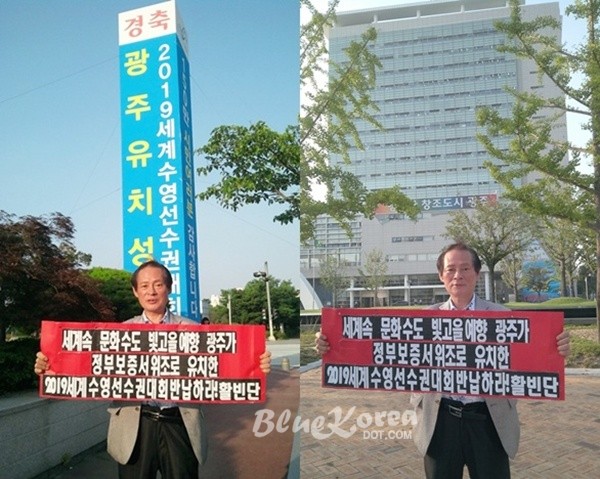 경축
2019세계수영선수권대회
광주유치성
감사합니다
세계속 문화수도 빛고을예향 광주가
정부보증서위조로 유치한
2019세계수영선수권대회반납하라!활빈단
창조도시 광주
세계속 문화수도 빛고을예향 광주가
정부보증서위조로 유치한
2019세계수영선수권대회반납하라!활빈단
BlueKorea
DOT.COM